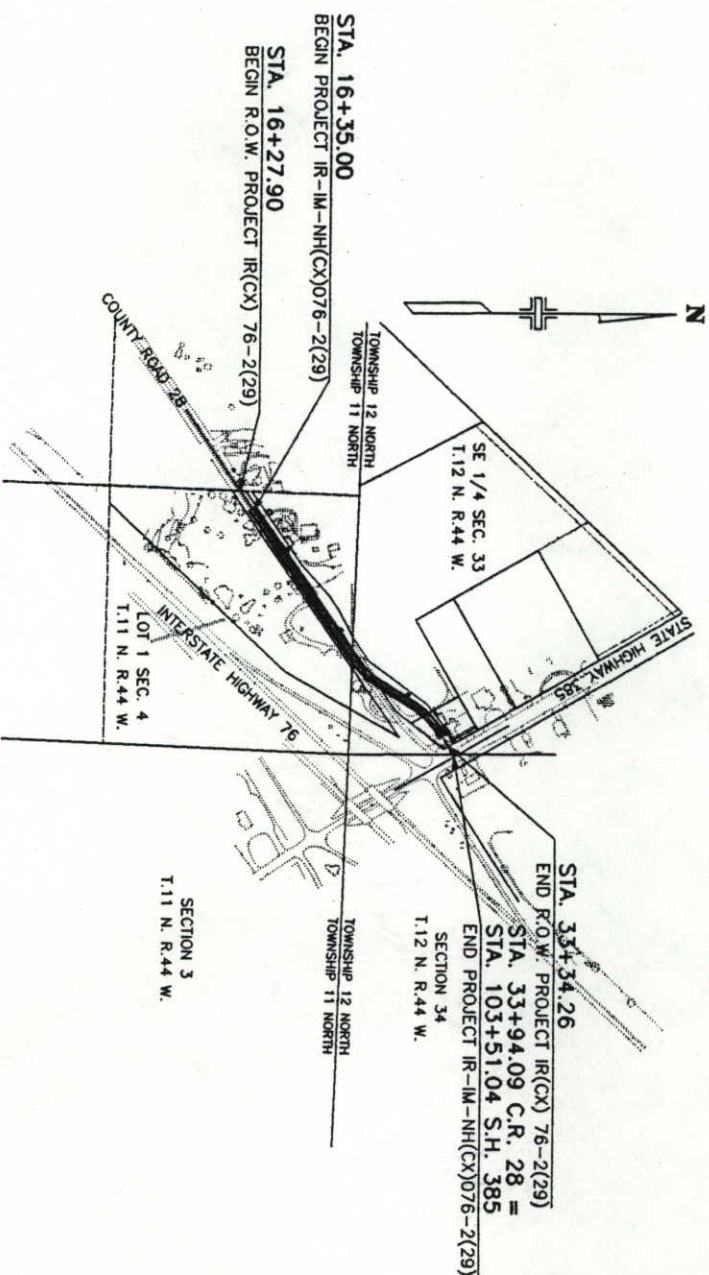 N
STA. 16+35.00
BEGIN PROJECT IR-IM-NH(CX)076-2(29)
STA. 16+27.90
BEGIN R.O.W. PROJECT IR(CX) 76-2(29)
TOWNSHIP 12 NORTH
TOWNSHIP 11 NORTH
SE 1/4 SEC. 33
T.12 N. R.44 W.
STATE HIGHWAY 385
COUNTY ROAD 28
INTERSTATE HIGHWAY 76
LOT 1 SEC. 4
T.11 N. R.44 W.
STA. 33+34.26
END R.O.W. PROJECT IR(CX) 76-2(29)
STA. 33+94.09 C.R. 28 =
STA. 103+51.04 S.H. 385
END PROJECT IR-IM-NH(CX)076-2(29)
SECTION 34
T.12 N. R.44 W.
TOWNSHIP 12 NORTH
TOWNSHIP 11 NORTH
SECTION 3
T.11 N. R.44 W.